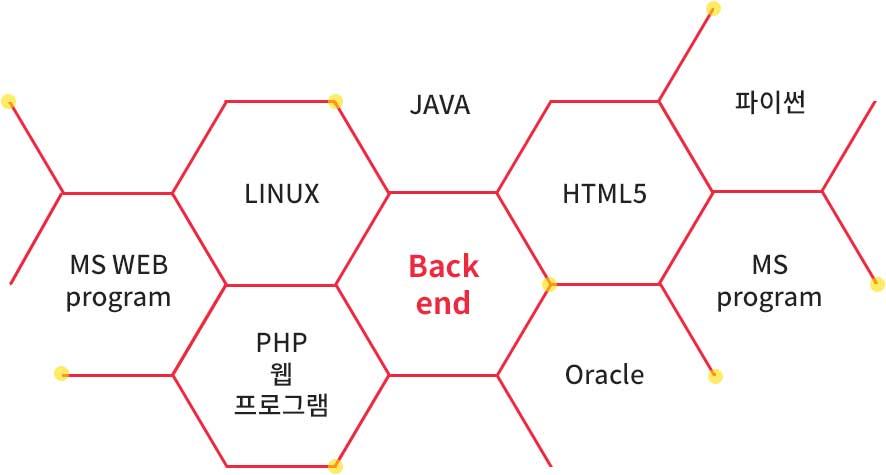 JAVA
파이썬
LINUX
HTML5
MS WEB
program
Back
end
MS
program
PHP
웹
프로그램
Oracle